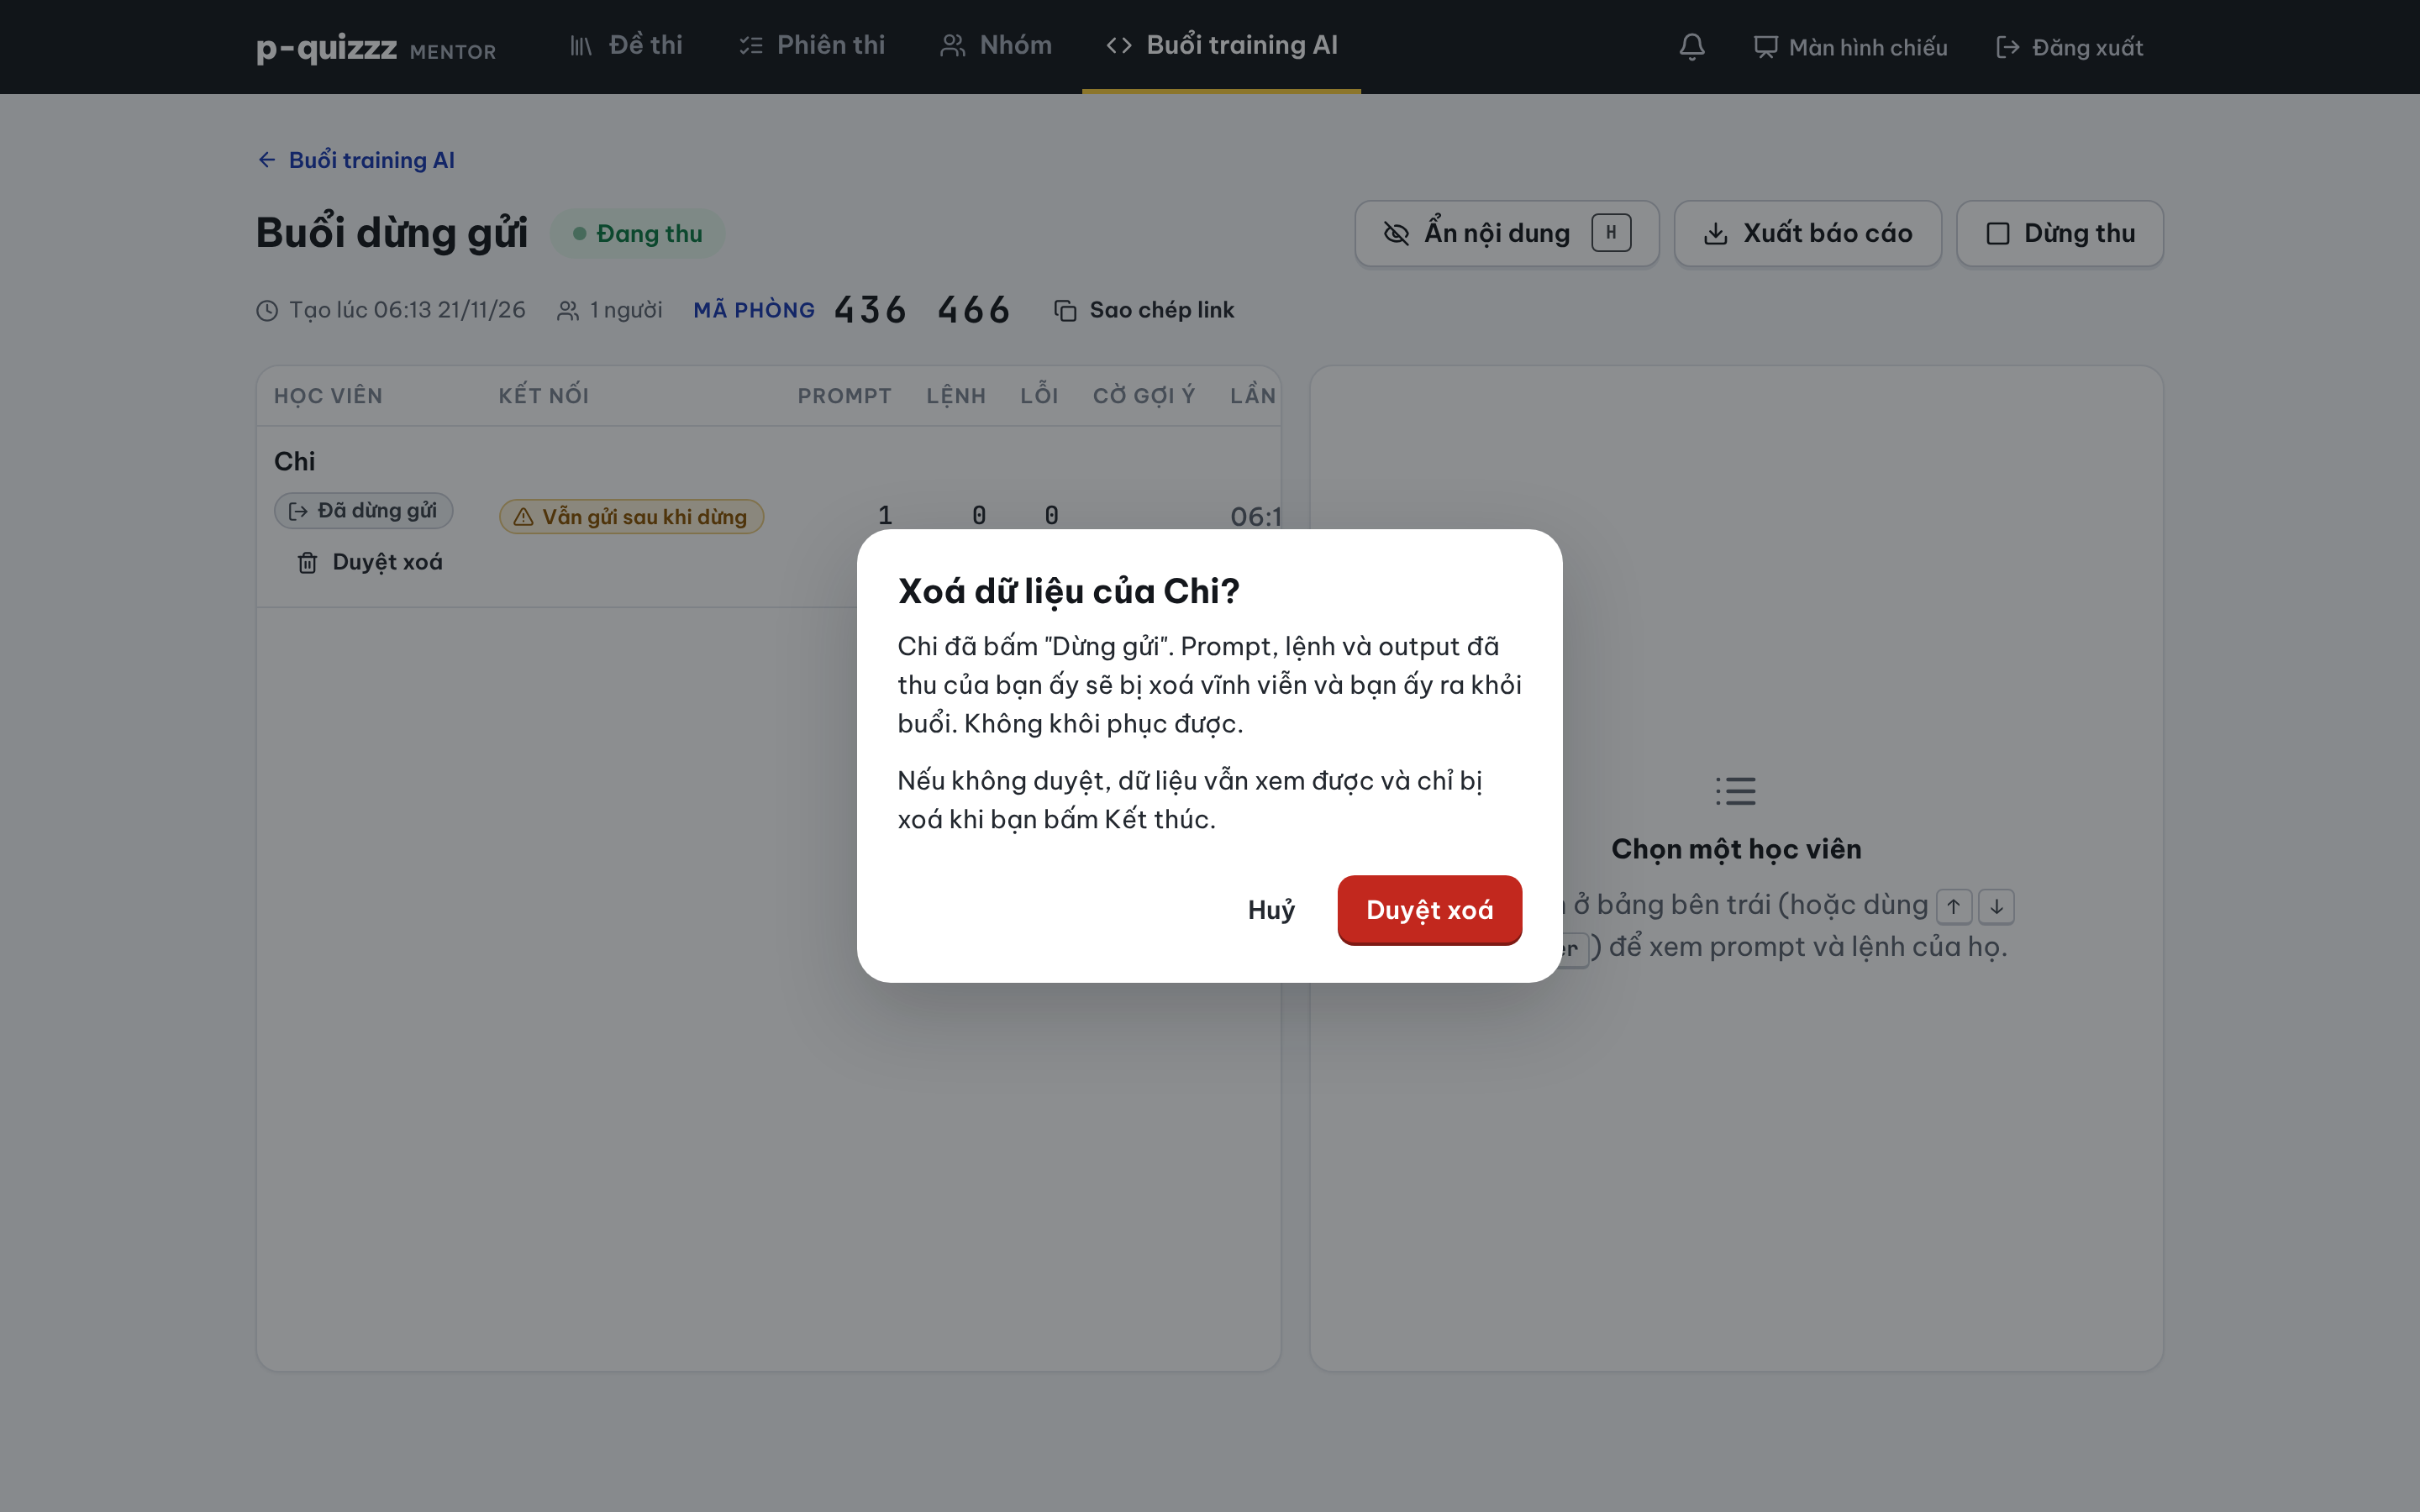 p-quizzz MENTOR
Đề thi
Phiên thi
Nhóm
Buổi training AI
Màn hình chiếu
Đăng xuất
Buổi training AI
Buổi dừng gửi
Đang thu
Ẩn nội dung H
Xuất báo cáo
Dừng thu
Tạo lúc 06:13 21/11/26
1 người
MÃ PHÒNG 436 466
Sao chép link
HỌC VIÊN KẾT NỐI PROMPT LỆNH LỖI CỜ GỢI Ý LẦN
Chi
Đã dừng gửi
Vẫn gửi sau khi dừng
1 0 0 06:1
Duyệt xoá
Xoá dữ liệu của Chi?
Chi đã bấm "Dừng gửi". Prompt, lệnh và output đã
thu của bạn ấy sẽ bị xoá vĩnh viễn và bạn ấy ra khỏi
buổi. Không khôi phục được.
Nếu không duyệt, dữ liệu vẫn xem được và chỉ bị
xoá khi bạn bấm Kết thúc.
Huỷ
Duyệt xoá
Chọn một học viên
ở bảng bên trái (hoặc dùng ↑ ↓
) để xem prompt và lệnh của họ.